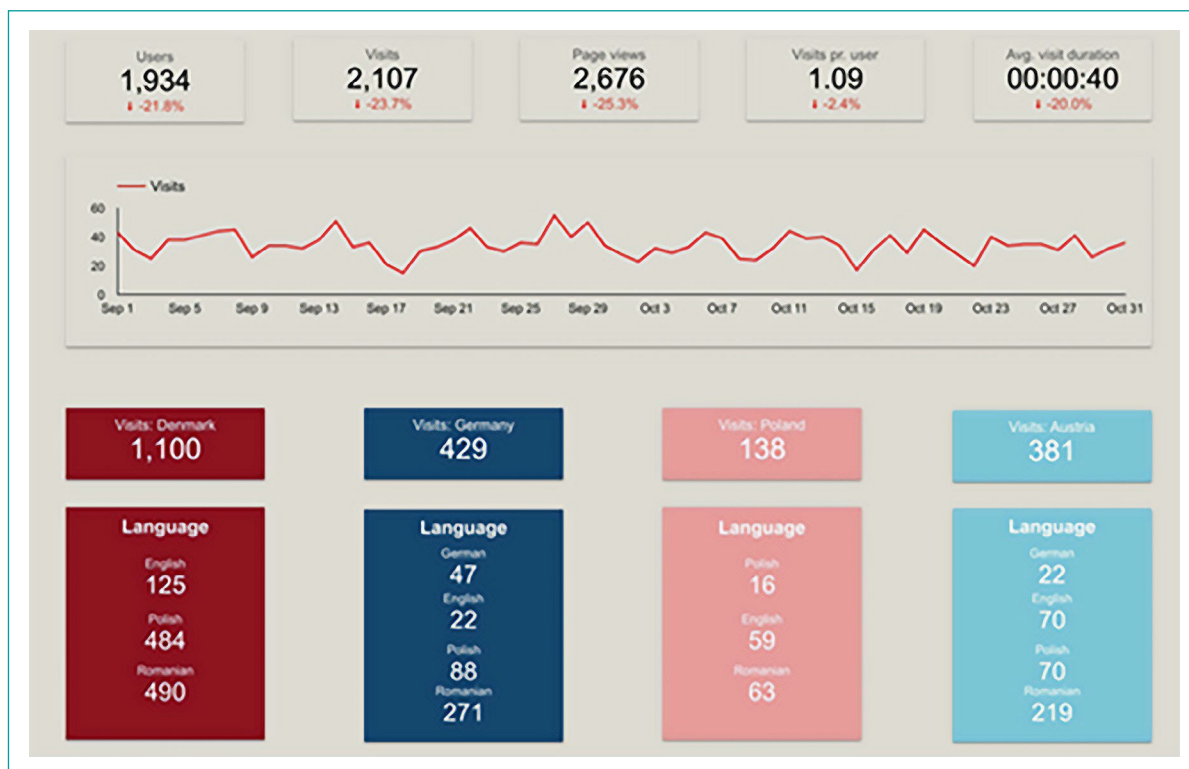 Users
1,934
⬇ -21.8%
Visits
2,107
⬇ -23.7%
Page views
2,676
⬇ -25.3%
Visits pr. user
1.09
⬇ -2.4%
Avg. visit duration
00:00:40
⬇ -20.0%
Visits
60
40
20
0
Sep 1 Sep 5 Sep 9 Sep 13 Sep 17 Sep 21 Sep 25 Sep 29 Oct 3 Oct 7 Oct 11 Oct 15 Oct 19 Oct 23 Oct 27 Oct 31
Visits: Denmark
1,100
Visits: Germany
429
Visits: Poland
138
Visits: Austria
381
Language
English
125
Polish
484
Romanian
490
Language
German
47
English
22
Polish
88
Romanian
271
Language
Polish
16
English
59
Romanian
63
Language
German
22
English
70
Polish
70
Romanian
219